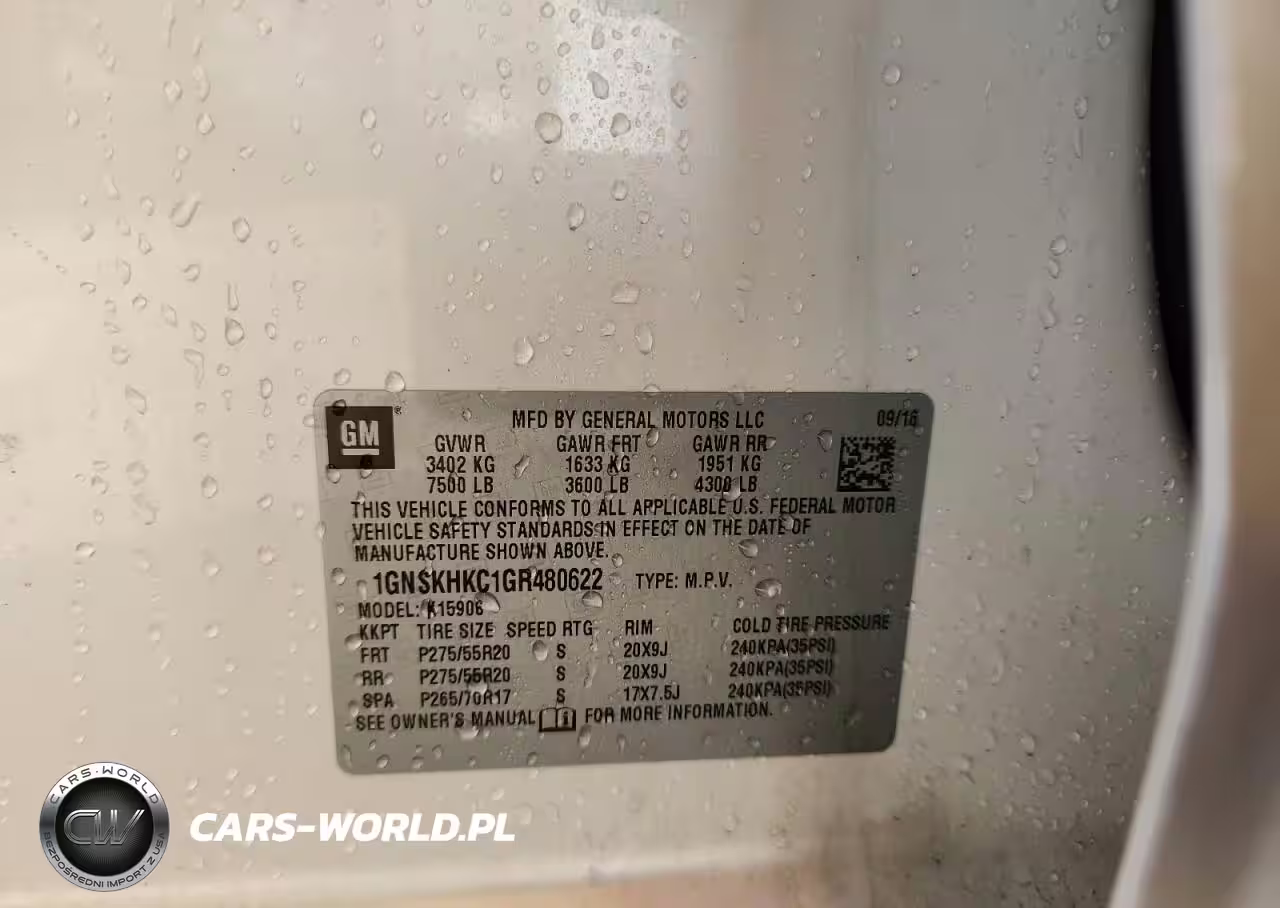 GM
®
MFD BY GENERAL MOTORS LLC 09/16
GVWR GAWR FRT GAWR RR
3402 KG 1633 KG 1951 KG
7500 LB 3600 LB 4300 LB
THIS VEHICLE CONFORMS TO ALL APPLICABLE U.S. FEDERAL MOTOR
VEHICLE SAFETY STANDARDS IN EFFECT ON THE DATE OF
MANUFACTURE SHOWN ABOVE.
1GNSKHKC1GR480622 TYPE: M.P.V.
MODEL: K15906
KKPT TIRE SIZE SPEED RTG RIM COLD TIRE PRESSURE
FRT P275/55R20 S 20X9J 240KPA(35PSI)
RR P275/55R20 S 20X9J 240KPA(35PSI)
SPA P265/70R17 S 17X7.5J 240KPA(35PSI)
SEE OWNER'S MANUAL FOR MORE INFORMATION.
CARS-WORLD
CW
BEZPOŚREDNI IMPORT Z USA
CARS-WORLD.PL